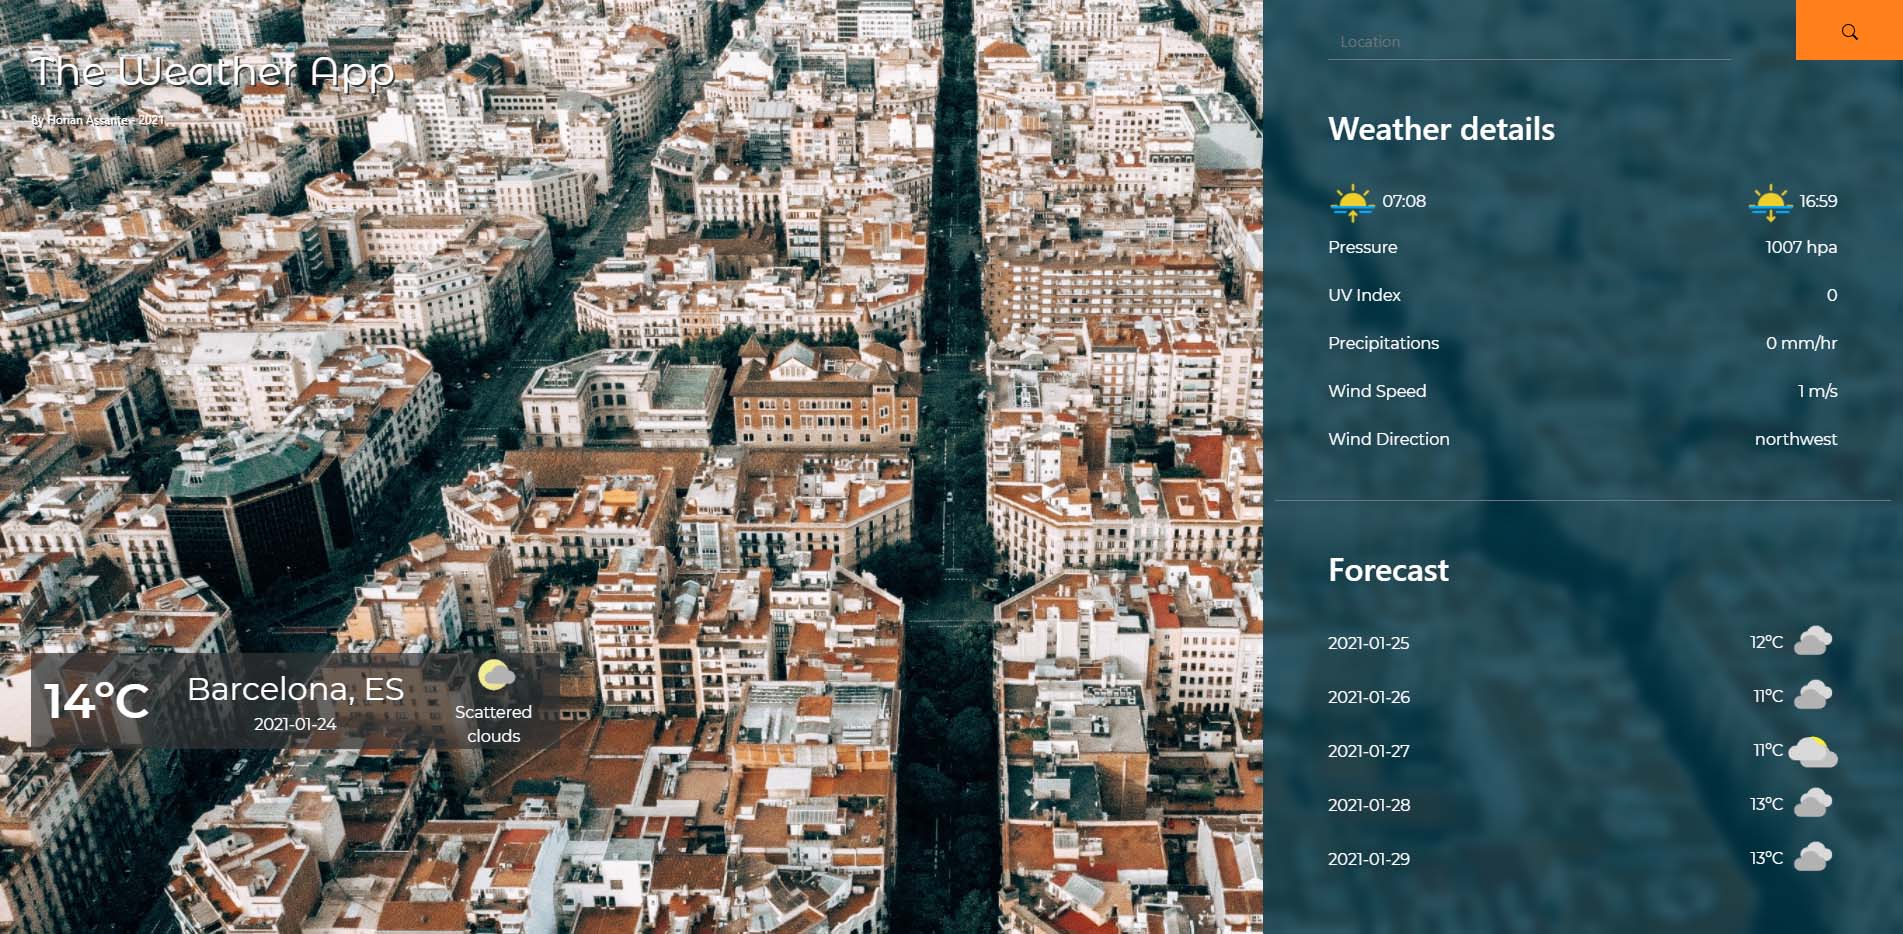 The Weather App
By Florian Assante - 2021
14°C
Barcelona, ES
2021-01-24
Scattered
clouds
Location
Weather details
07:08 16:59
Pressure 1007 hpa
UV Index 0
Precipitations 0 mm/hr
Wind Speed 1 m/s
Wind Direction northwest
Forecast
2021-01-25 12°C
2021-01-26 11°C
2021-01-27 11°C
2021-01-28 13°C
2021-01-29 13°C